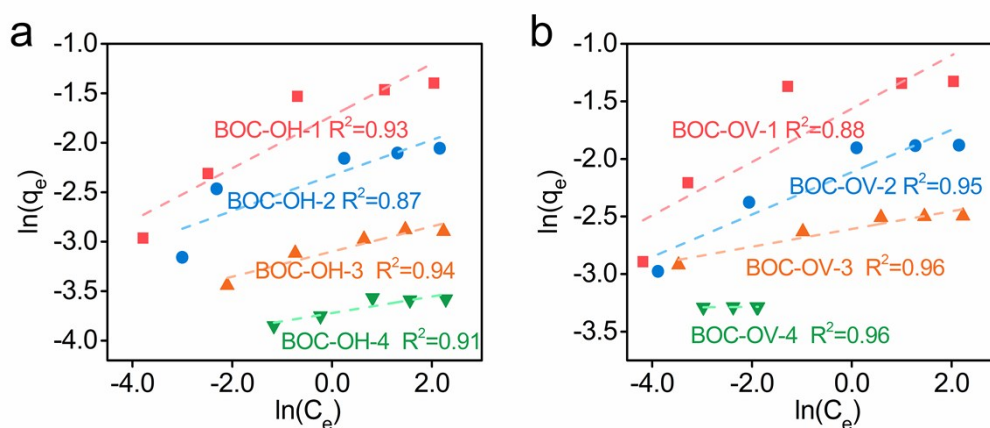 a
-1.0
-1.5
-2.0
-2.5
-3.0
-3.5
-4.0
ln(qe)
BOC-OH-1 R²=0.93
BOC-OH-2 R²=0.87
BOC-OH-3 R²=0.94
BOC-OH-4 R²=0.91
-4.0 -2.0 0.0 2.0
ln(Ce)
b
-1.0
-1.5
-2.0
-2.5
-3.0
-3.5
ln(qe)
BOC-OV-1 R²=0.88
BOC-OV-2 R²=0.95
BOC-OV-3 R²=0.96
BOC-OV-4 R²=0.96
-4.0 -2.0 0.0 2.0
ln(Ce)